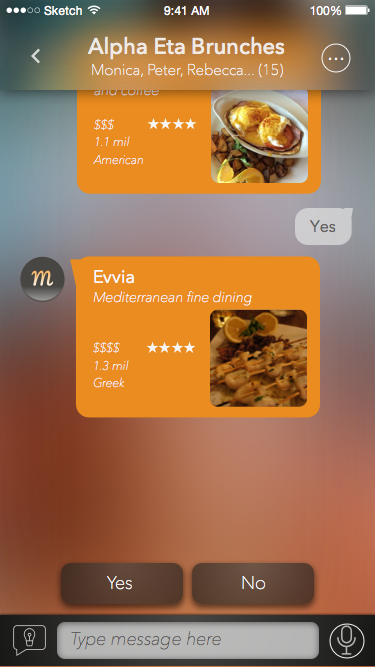 Sketch 9:41 AM 100%
Alpha Eta Brunches
Monica, Peter, Rebecca... (15)
and coffee
$$$ ★★★★
1.1 mil
American
Yes
m
Evvia
Mediterranean fine dining
$$$$ ★★★★
1.3 mil
Greek
Yes No
Type message here